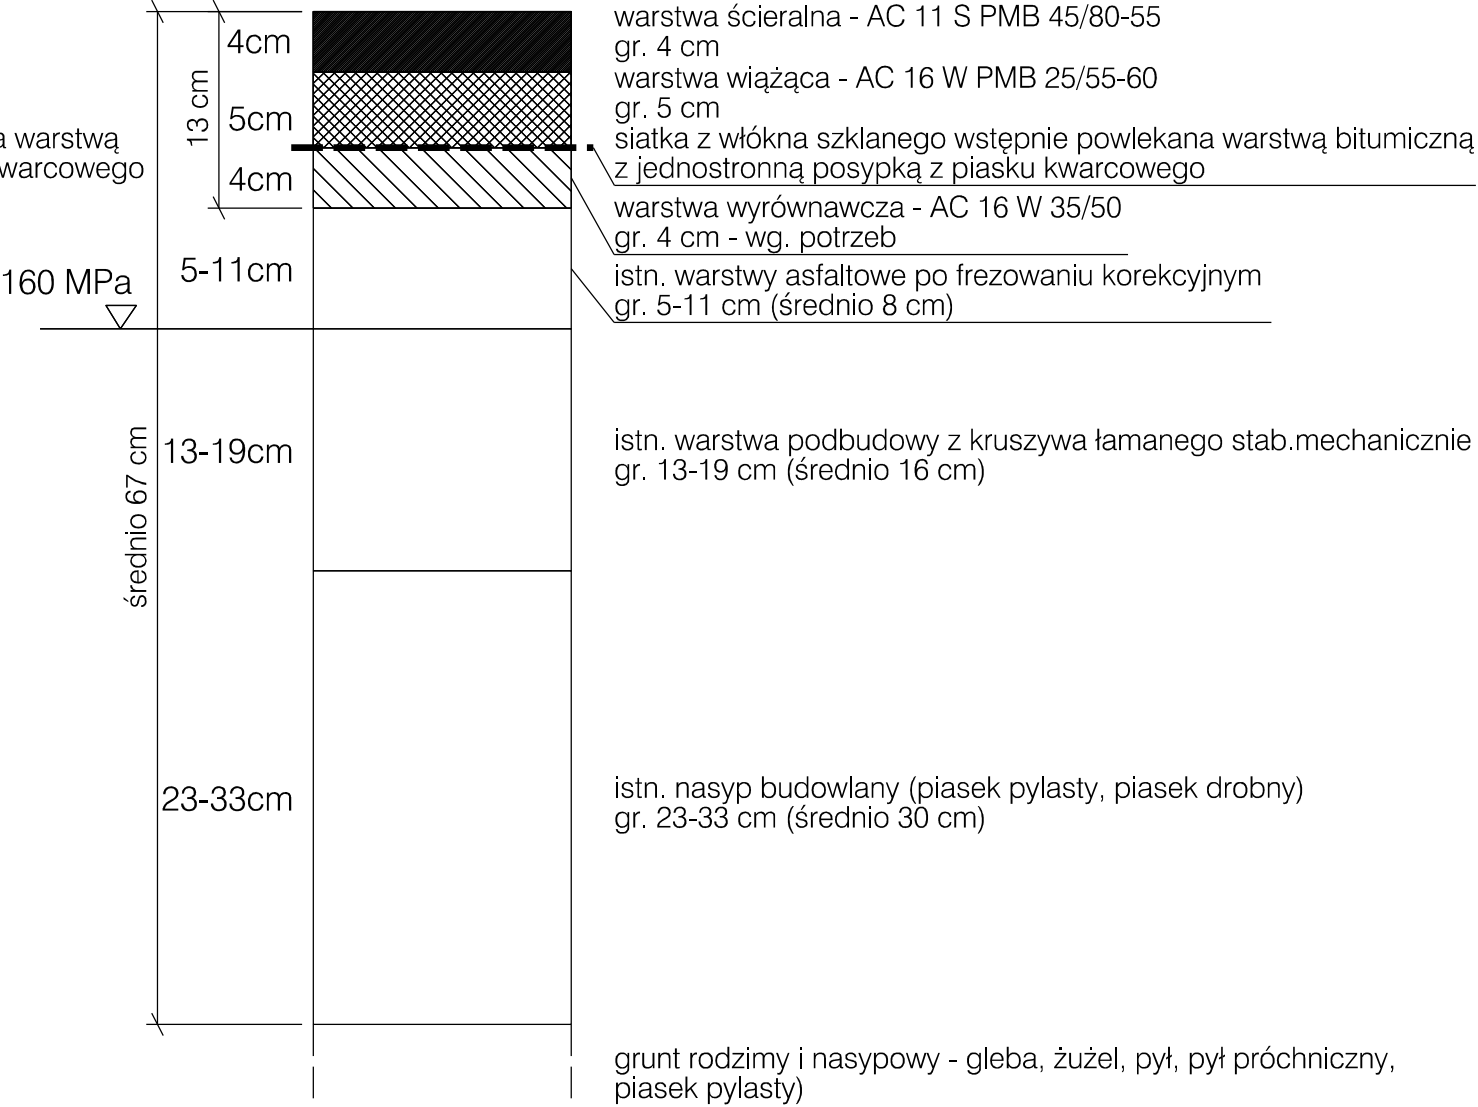 warstwa ścieralna - AC 11 S PMB 45/80-55
gr. 4 cm
warstwa wiążąca - AC 16 W PMB 25/55-60
gr. 5 cm
siatka z włókna szklanego wstępnie powlekana warstwą bitumiczną
z jednostronną posypką z piasku kwarcowego
warstwa wyrównawcza - AC 16 W 35/50
gr. 4 cm - wg. potrzeb
istn. warstwy asfaltowe po frezowaniu korekcyjnym
gr. 5-11 cm (średnio 8 cm)
istn. warstwa podbudowy z kruszywa łamanego stab.mechanicznie
gr. 13-19 cm (średnio 16 cm)
istn. nasyp budowlany (piasek pylasty, piasek drobny)
gr. 23-33 cm (średnio 30 cm)
grunt rodzimy i nasypowy - gleba, żużel, pył, pył próchniczny,
piasek pylasty)
4cm
5cm
4cm
13 cm
5-11cm
13-19cm
23-33cm
średnio 67 cm
a warstwą
warcowego
160 MPa